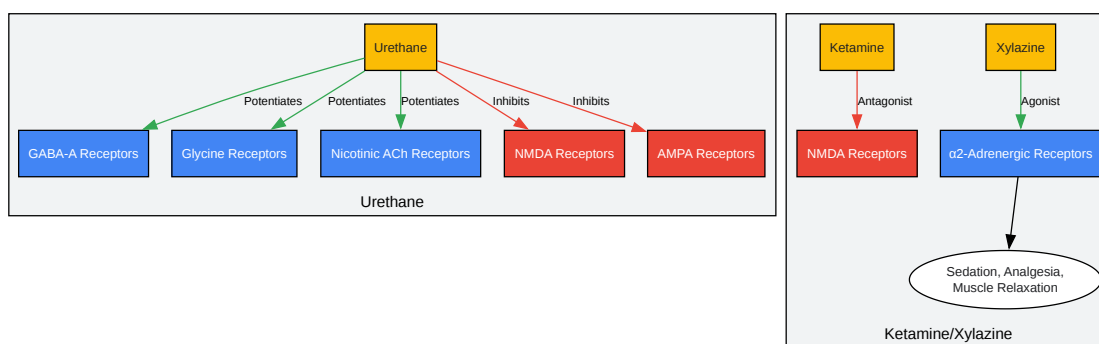 Urethane
Ketamine
Xylazine
Potentiates
Potentiates
Potentiates
Inhibits
Inhibits
Antagonist
Agonist
GABA-A Receptors
Glycine Receptors
Nicotinic ACh Receptors
NMDA Receptors
AMPA Receptors
NMDA Receptors
α2-Adrenergic Receptors
Urethane
Sedation, Analgesia,
Muscle Relaxation
Ketamine/Xylazine